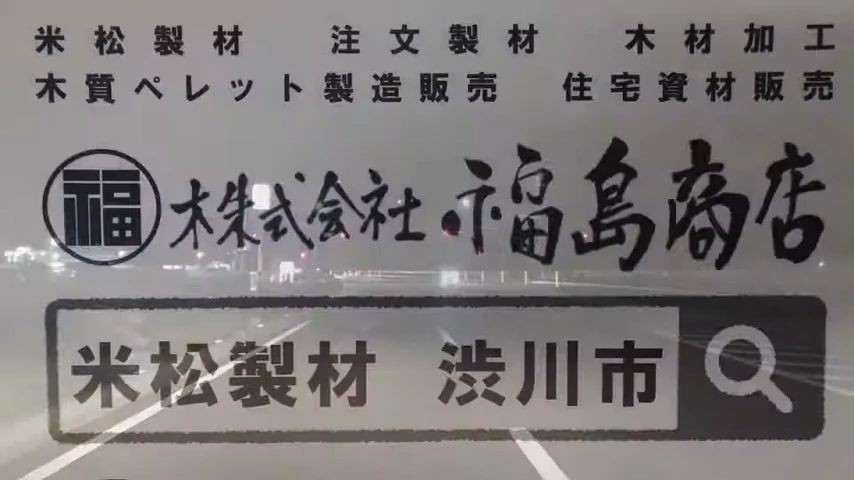 米松製材 注文製材 木材加工
木質ペレット製造販売 住宅資材販売
福 株式会社 福島商店
米松製材 渋川市